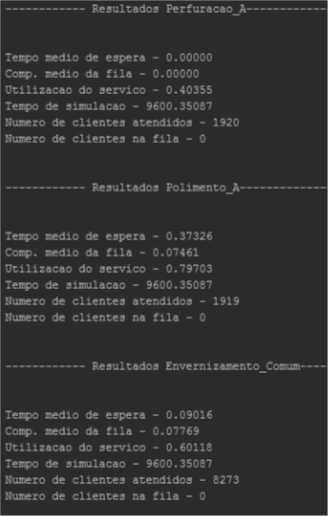 ------------ Resultados Perfuracao_A------------
Tempo medio de espera - 0.00000
Comp. medio da fila - 0.00000
Utilizacao do servico - 0.40355
Tempo de simulacao - 9600.35087
Numero de clientes atendidos - 1920
Numero de clientes na fila - 0
------------ Resultados Polimento_A-------------
Tempo medio de espera - 0.37326
Comp. medio da fila - 0.07461
Utilizacao do servico - 0.79703
Tempo de simulacao - 9600.35087
Numero de clientes atendidos - 1919
Numero de clientes na fila - 0
------------ Resultados Envernizamento_Comum----
Tempo medio de espera - 0.09016
Comp. medio da fila - 0.07769
Utilizacao do servico - 0.60118
Tempo de simulacao - 9600.35087
Numero de clientes atendidos - 8273
Numero de clientes na fila - 0